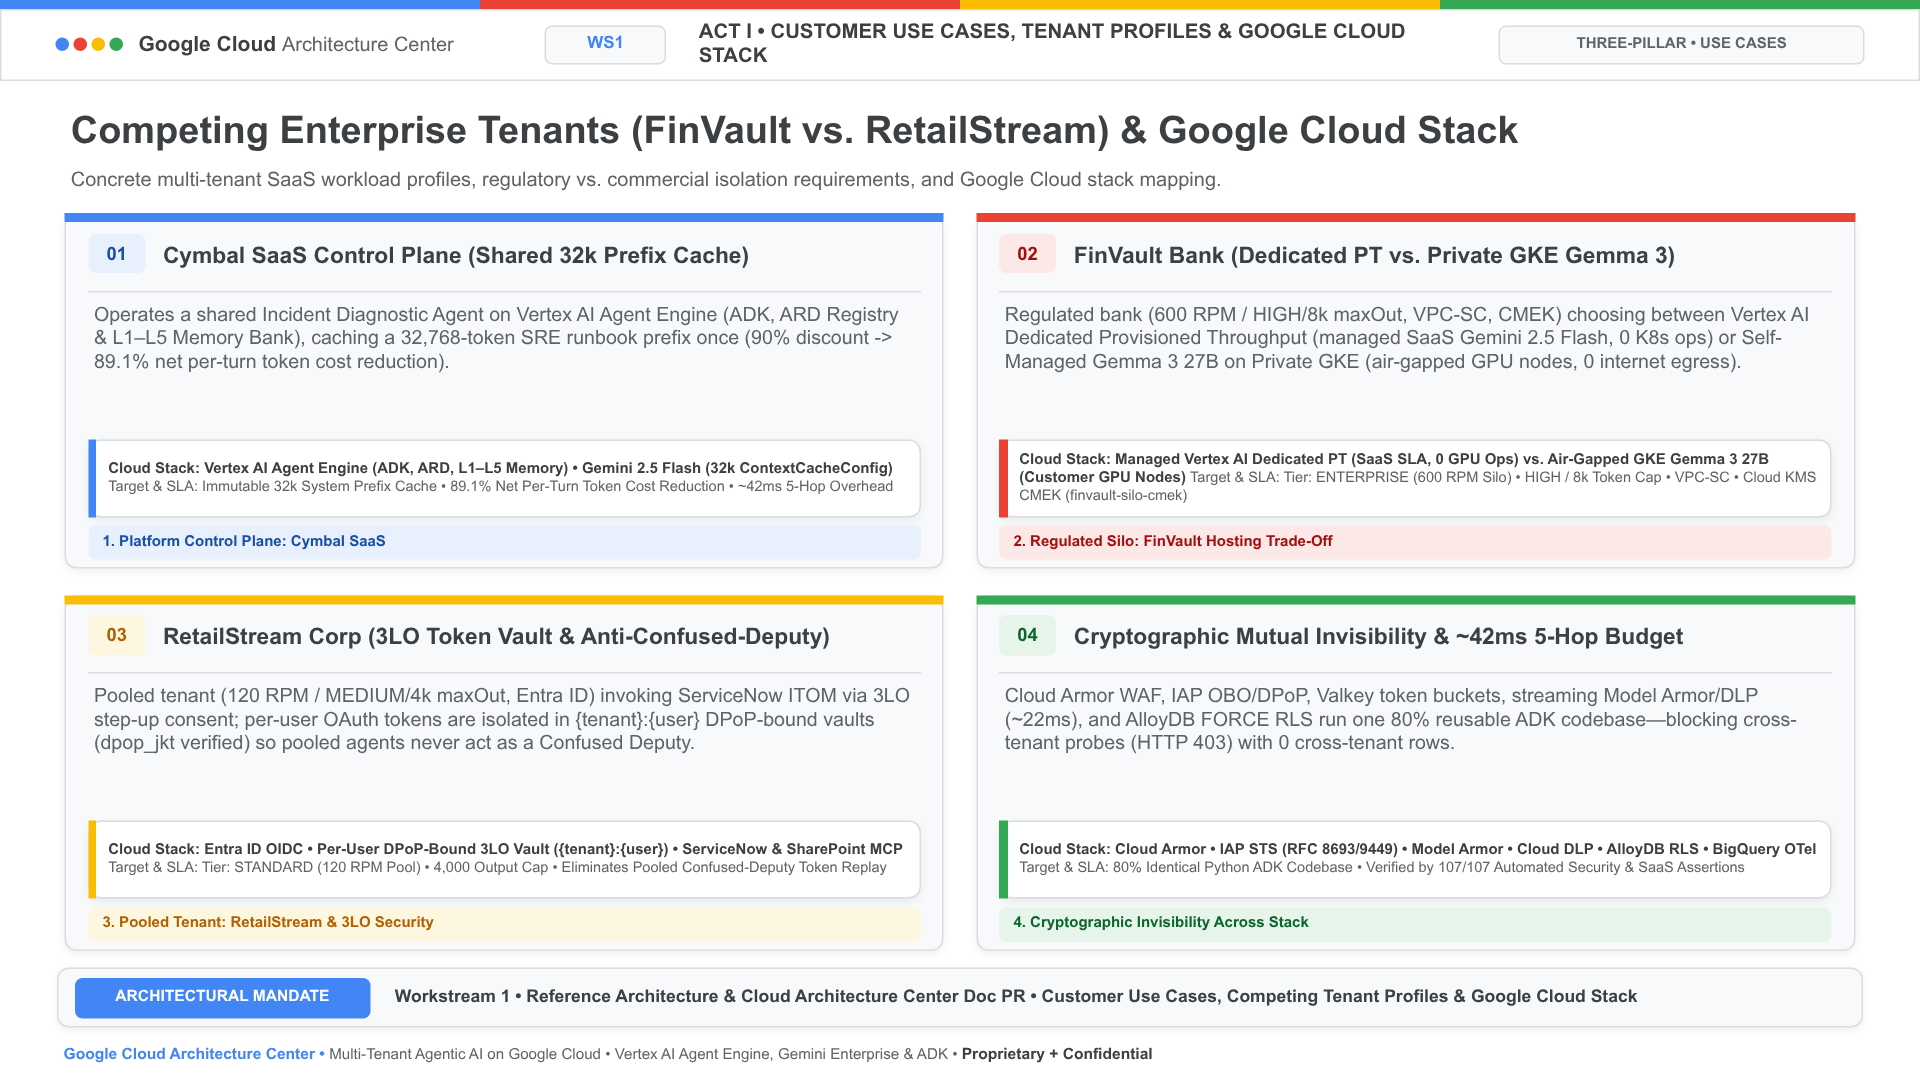 Google Cloud Architecture Center
WS1
ACT I • CUSTOMER USE CASES, TENANT PROFILES & GOOGLE CLOUD
STACK
THREE-PILLAR • USE CASES
Competing Enterprise Tenants (FinVault vs. RetailStream) & Google Cloud Stack
Concrete multi-tenant SaaS workload profiles, regulatory vs. commercial isolation requirements, and Google Cloud stack mapping.
01
Cymbal SaaS Control Plane (Shared 32k Prefix Cache)
Operates a shared Incident Diagnostic Agent on Vertex AI Agent Engine (ADK, ARD Registry
& L1–L5 Memory Bank), caching a 32,768-token SRE runbook prefix once (90% discount ->
89.1% net per-turn token cost reduction).
Cloud Stack: Vertex AI Agent Engine (ADK, ARD, L1–L5 Memory) • Gemini 2.5 Flash (32k ContextCacheConfig)
Target & SLA: Immutable 32k System Prefix Cache • 89.1% Net Per-Turn Token Cost Reduction • ~42ms 5-Hop Overhead
1. Platform Control Plane: Cymbal SaaS
02
FinVault Bank (Dedicated PT vs. Private GKE Gemma 3)
Regulated bank (600 RPM / HIGH/8k maxOut, VPC-SC, CMEK) choosing between Vertex AI
Dedicated Provisioned Throughput (managed SaaS Gemini 2.5 Flash, 0 K8s ops) or Self-
Managed Gemma 3 27B on Private GKE (air-gapped GPU nodes, 0 internet egress).
Cloud Stack: Managed Vertex AI Dedicated PT (SaaS SLA, 0 GPU Ops) vs. Air-Gapped GKE Gemma 3 27B
(Customer GPU Nodes) Target & SLA: Tier: ENTERPRISE (600 RPM Silo) • HIGH / 8k Token Cap • VPC-SC • Cloud KMS
CMEK (finvault-silo-cmek)
2. Regulated Silo: FinVault Hosting Trade-Off
03
RetailStream Corp (3LO Token Vault & Anti-Confused-Deputy)
Pooled tenant (120 RPM / MEDIUM/4k maxOut, Entra ID) invoking ServiceNow ITOM via 3LO
step-up consent; per-user OAuth tokens are isolated in {tenant}:{user} DPoP-bound vaults
(dpop_jkt verified) so pooled agents never act as a Confused Deputy.
Cloud Stack: Entra ID OIDC • Per-User DPoP-Bound 3LO Vault ({tenant}:{user}) • ServiceNow & SharePoint MCP
Target & SLA: Tier: STANDARD (120 RPM Pool) • 4,000 Output Cap • Eliminates Pooled Confused-Deputy Token Replay
3. Pooled Tenant: RetailStream & 3LO Security
04
Cryptographic Mutual Invisibility & ~42ms 5-Hop Budget
Cloud Armor WAF, IAP OBO/DPoP, Valkey token buckets, streaming Model Armor/DLP
(~22ms), and AlloyDB FORCE RLS run one 80% reusable ADK codebase—blocking cross-
tenant probes (HTTP 403) with 0 cross-tenant rows.
Cloud Stack: Cloud Armor • IAP STS (RFC 8693/9449) • Model Armor • Cloud DLP • AlloyDB RLS • BigQuery OTel
Target & SLA: 80% Identical Python ADK Codebase • Verified by 107/107 Automated Security & SaaS Assertions
4. Cryptographic Invisibility Across Stack
ARCHITECTURAL MANDATE
Workstream 1 • Reference Architecture & Cloud Architecture Center Doc PR • Customer Use Cases, Competing Tenant Profiles & Google Cloud Stack
Google Cloud Architecture Center • Multi-Tenant Agentic AI on Google Cloud • Vertex AI Agent Engine, Gemini Enterprise & ADK • Proprietary + Confidential